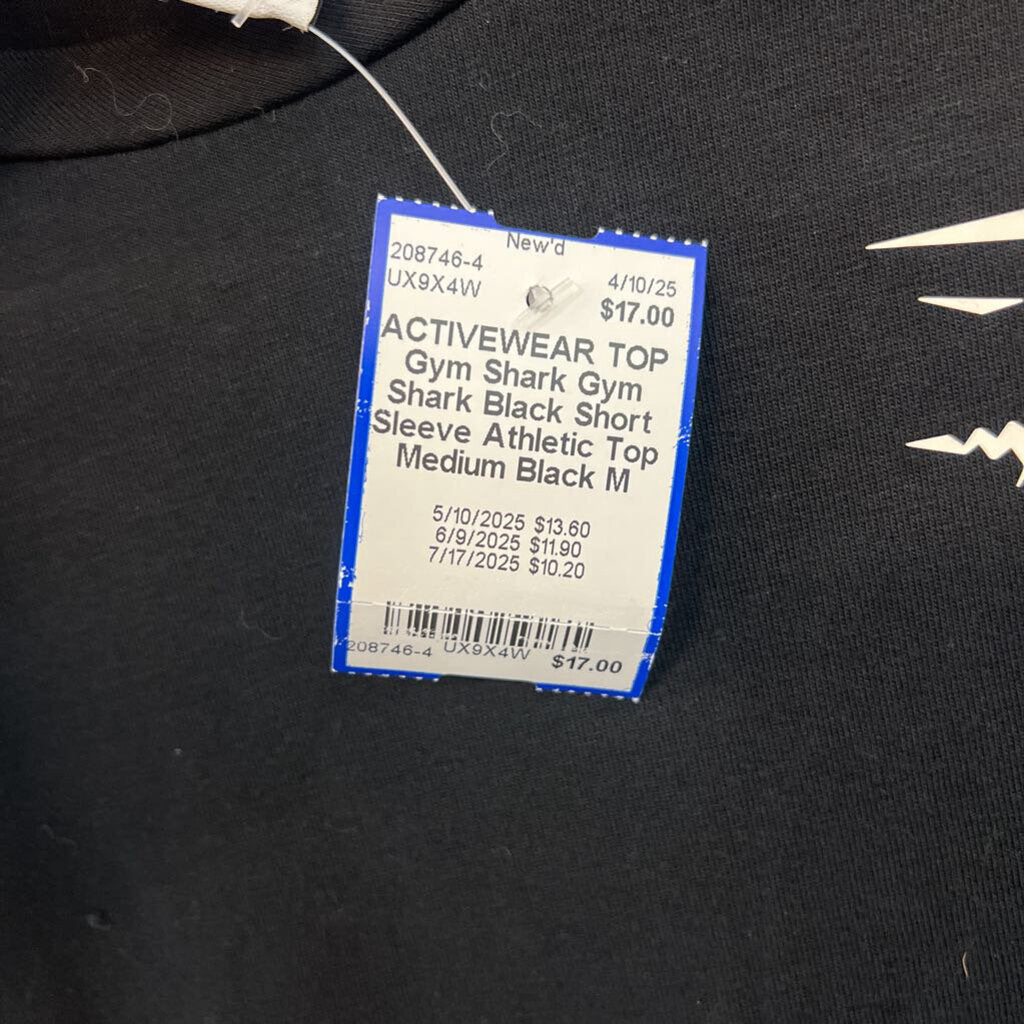 New'd
208746-4
UX9X4W
4/10/25
$17.00
ACTIVEWEAR TOP
Gym Shark Gym
Shark Black Short
Sleeve Athletic Top
Medium Black M
5/10/2025 $13.60
6/9/2025 $11.90
7/17/2025 $10.20
208746-4 UX9X4W $17.00